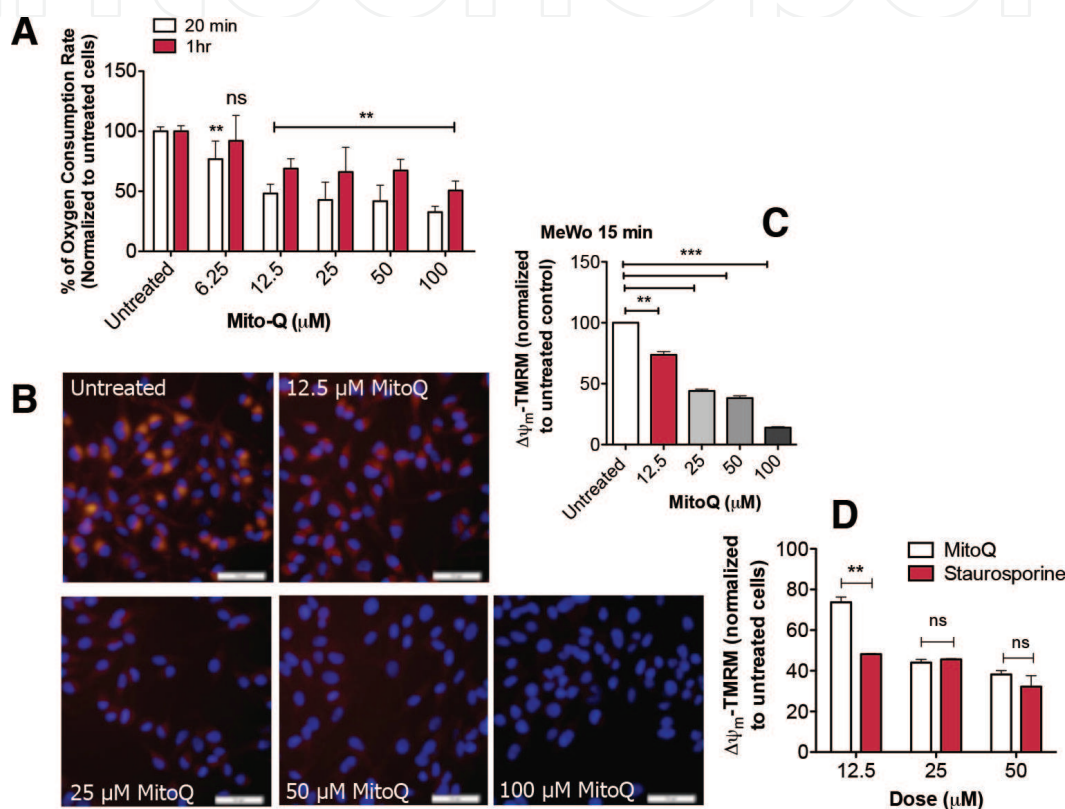 A
20 min
1hr
% of Oxygen Consumption Rate
(Normalized to untreated cells)
150
100
50
0
**
ns
**
Untreated
6.25
12.5
25
50
100
Mito-Q (μM)
B
Untreated
12.5 μM MitoQ
25 μM MitoQ
50 μM MitoQ
100 μM MitoQ
C
MeWo 15 min
Δψm-TMRM (normalized
to untreated control)
150
100
50
0
***
**
Untreated
12.5
25
50
100
MitoQ (μM)
D
MitoQ
Staurosporine
Δψm-TMRM (normalized
to untreated cells)
100
80
60
40
20
0
**
ns
ns
12.5
25
50
Dose (μM)